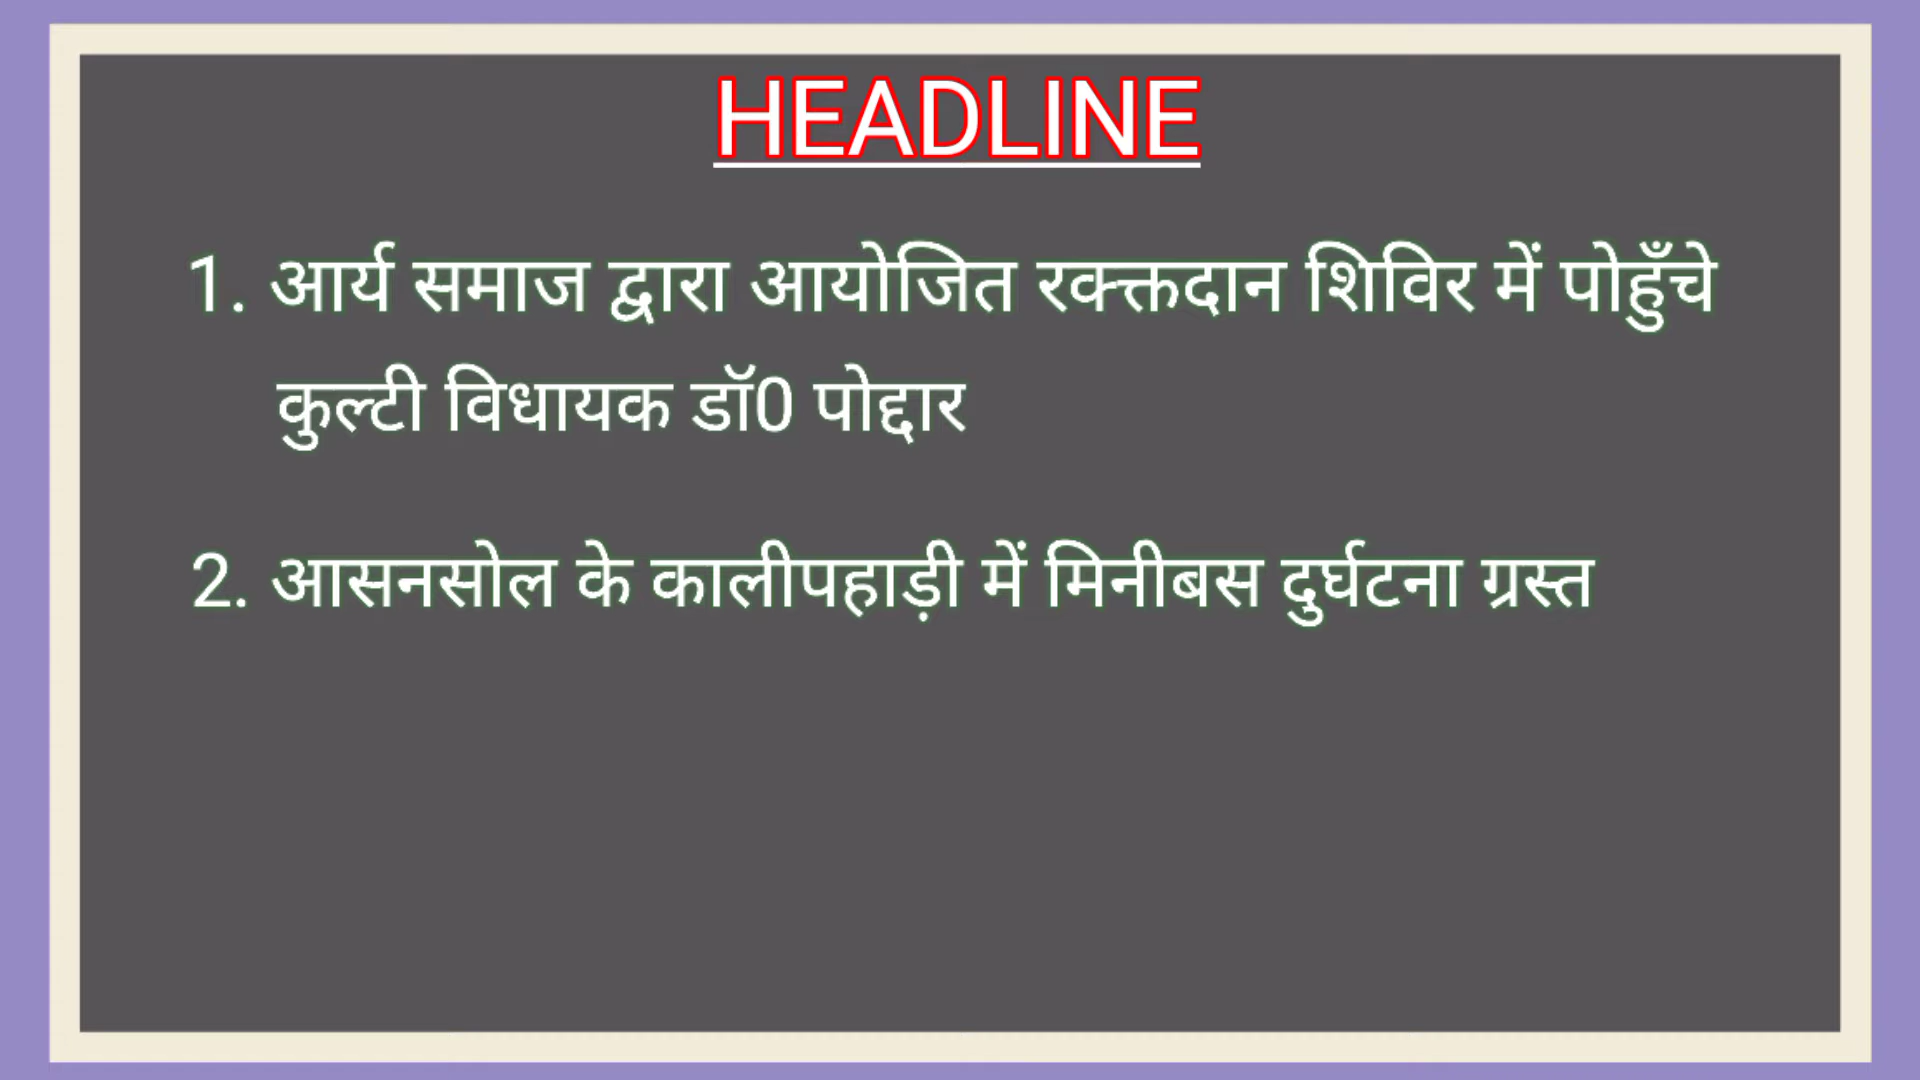 HEADLINE
1. आर्य समाज द्वारा आयोजित रक्क्तदान शिविर में पोहुँचे
कुल्टी विधायक डॉ0 पोद्दार
2. आसनसोल के कालीपहाड़ी में मिनीबस दुर्घटना ग्रस्त